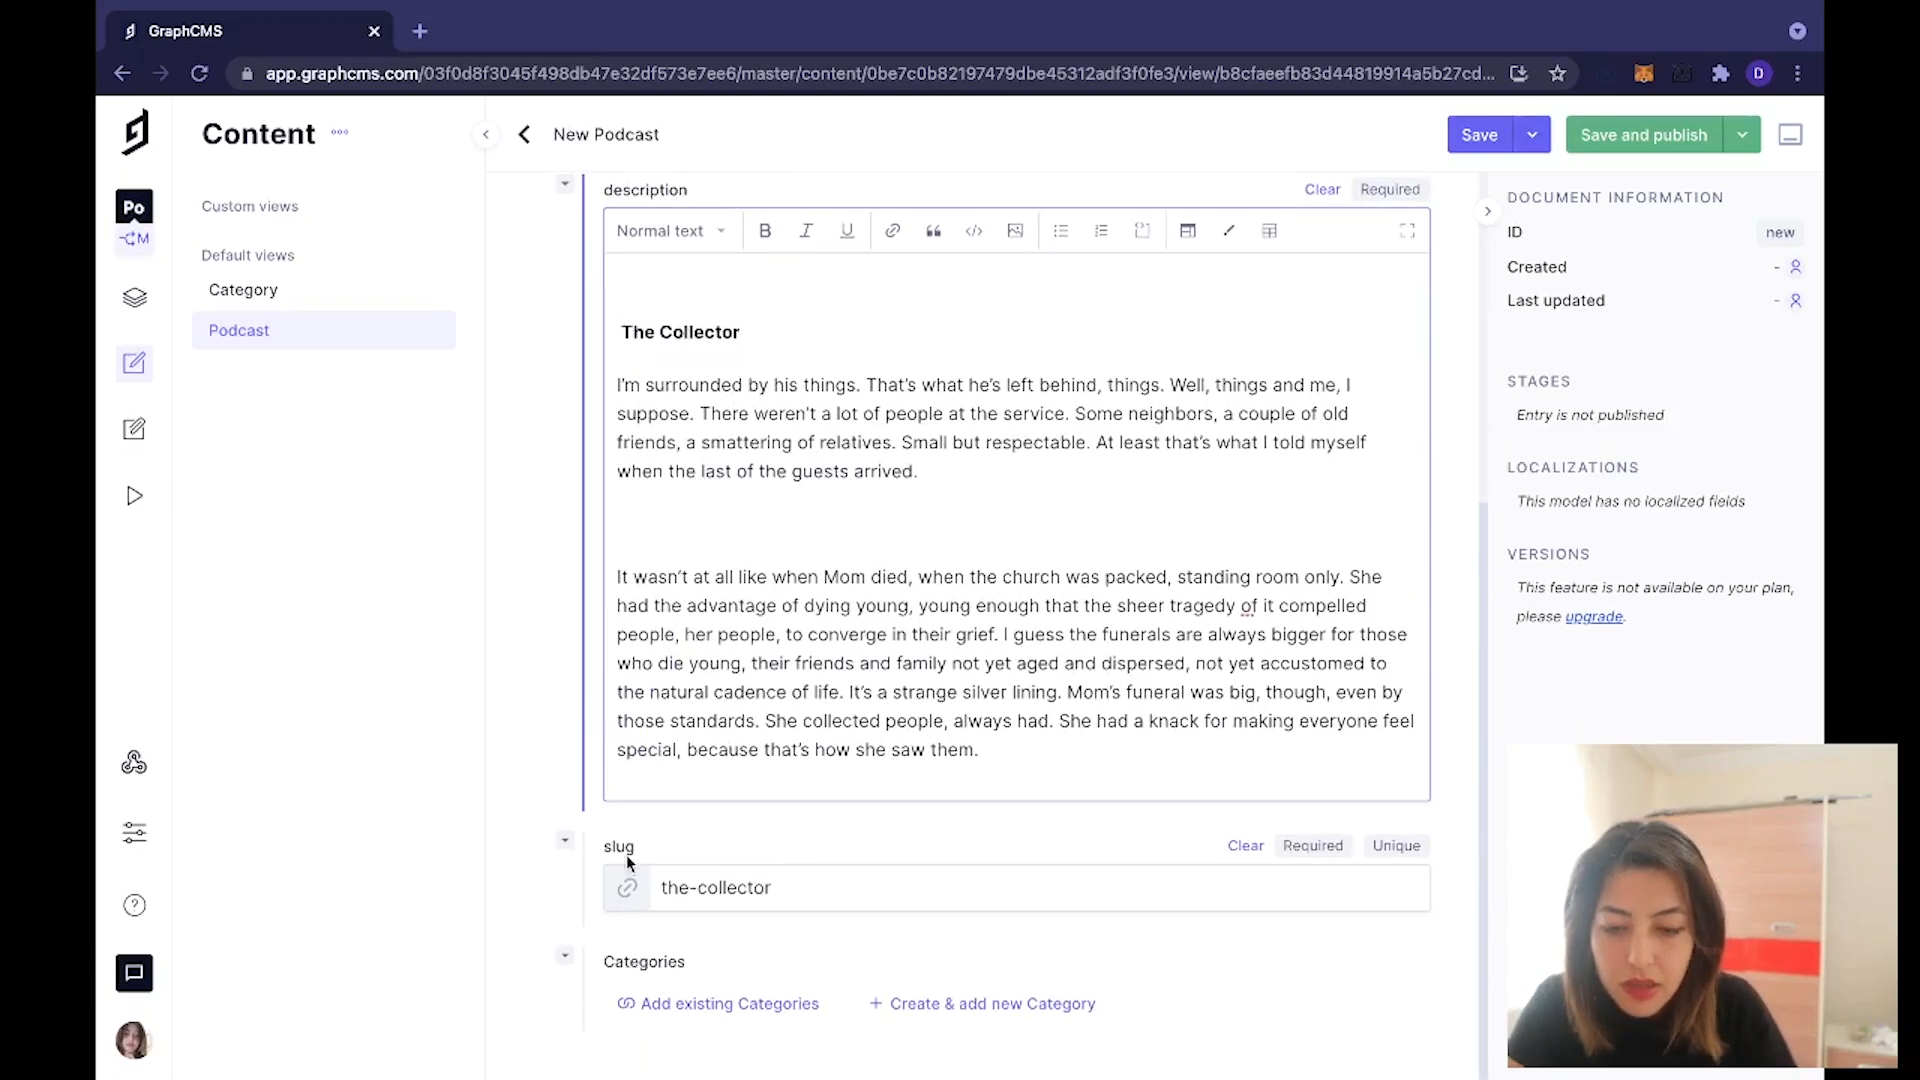 GraphCMS
app.graphcms.com/03f0d8f3045f498db47e32df573e7ee6/master/content/0be7c0b82197479dbe45312adf3f0fe3/view/b8cfaeefb83d44819914a5b27cd...
D
Content
New Podcast
Save
Save and publish
Po
M
Custom views
Default views
Category
Podcast
description
Clear
Required
Normal text
B
I
U
The Collector
I'm surrounded by his things. That's what he's left behind, things. Well, things and me, I
suppose. There weren't a lot of people at the service. Some neighbors, a couple of old
friends, a smattering of relatives. Small but respectable. At least that's what I told myself
when the last of the guests arrived.
It wasn't at all like when Mom died, when the church was packed, standing room only. She
had the advantage of dying young, young enough that the sheer tragedy of it compelled
people, her people, to converge in their grief. I guess the funerals are always bigger for those
who die young, their friends and family not yet aged and dispersed, not yet accustomed to
the natural cadence of life. It's a strange silver lining. Mom's funeral was big, though, even by
those standards. She collected people, always had. She had a knack for making everyone feel
special, because that's how she saw them.
slug
Clear
Required
Unique
the-collector
Categories
Add existing Categories
+ Create & add new Category
DOCUMENT INFORMATION
ID
new
Created
-
Last updated
-
STAGES
Entry is not published
LOCALIZATIONS
This model has no localized fields
VERSIONS
This feature is not available on your plan,
please upgrade.